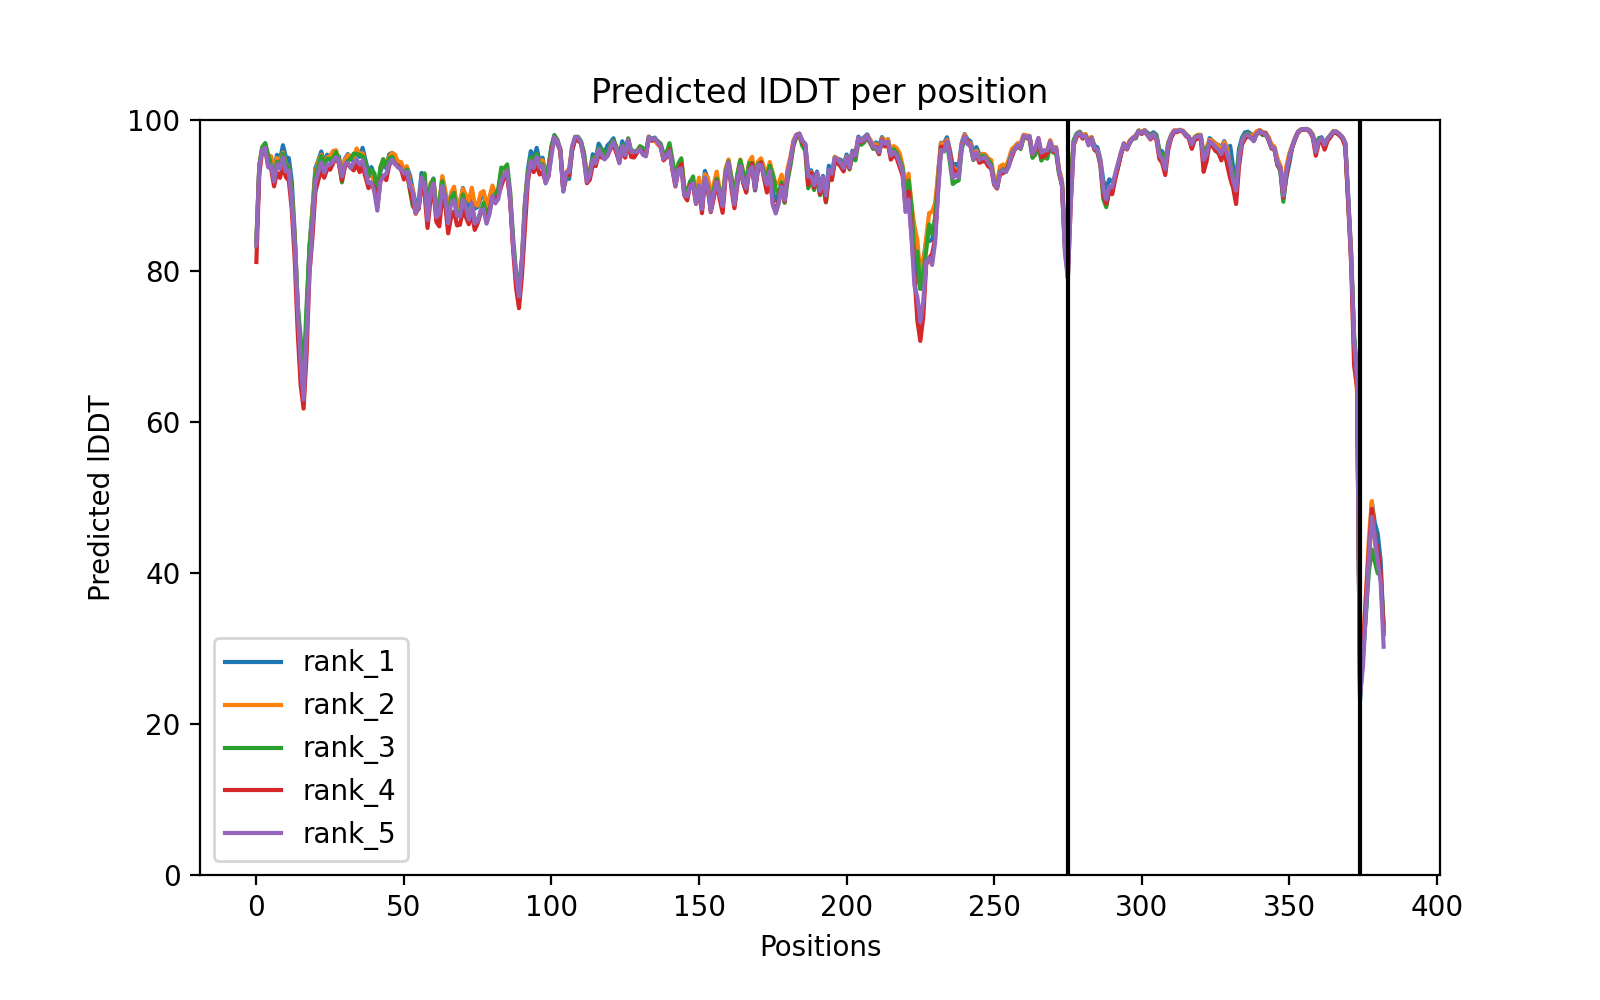 Predicted lDDT per position
100
80
60
40
20
0
Predicted lDDT
rank_1
rank_2
rank_3
rank_4
rank_5
0 50 100 150 200 250 300 350 400
Positions